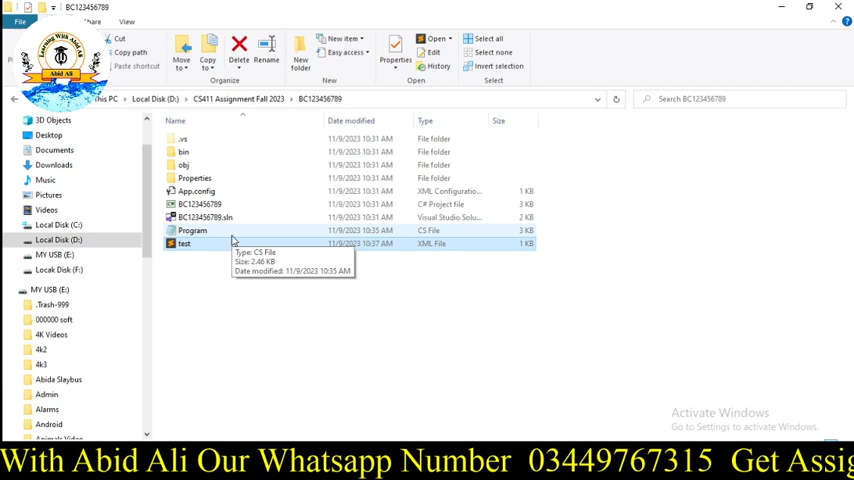 BC123456789
File
Share
View
Cut
Copy path
Paste shortcut
Move to
Copy to
Delete
Rename
Organize
New folder
New item
Easy access
New
Properties
Open
Edit
History
Open
Select all
Select none
Invert selection
Select
Learning With Abid Ali
Abid Ali
This PC > Local Disk (D:) > CS411 Assignment Fall 2023 > BC123456789
Search BC123456789
3D Objects
Desktop
Documents
Downloads
Music
Pictures
Videos
Local Disk (C:)
Local Disk (D:)
MY USB (E:)
Locak Disk (F:)
MY USB (E:)
.Trash-999
000000 soft
4K Videos
4k2
4k3
Abida Slaybus
Admin
Alarms
Android
Animals Video
Name Date modified Type Size
.vs 11/9/2023 10:31 AM File folder
bin 11/9/2023 10:31 AM File folder
obj 11/9/2023 10:31 AM File folder
Properties 11/9/2023 10:31 AM File folder
App.config 11/9/2023 10:31 AM XML Configuratio... 1 KB
BC123456789 11/9/2023 10:31 AM C# Project file 3 KB
BC123456789.sln 11/9/2023 10:31 AM Visual Studio Solu... 2 KB
Program 11/9/2023 10:35 AM CS File 3 KB
test 11/9/2023 10:37 AM XML File 1 KB
Type: CS File
Size: 2.46 KB
Date modified: 11/9/2023 10:35 AM
Activate Windows
Go to Settings to activate Windows.
With Abid Ali Our Whatsapp Number 03449767315 Get Assig